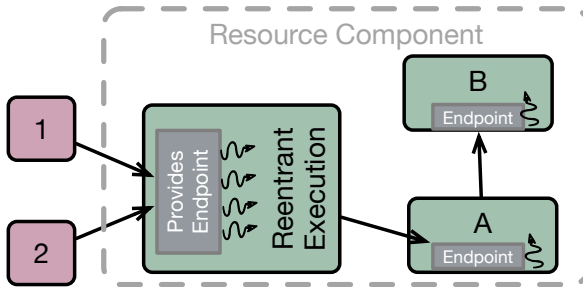 Resource Component
1
2
Provides
Endpoint
Reentrant
Execution
B
Endpoint
A
Endpoint